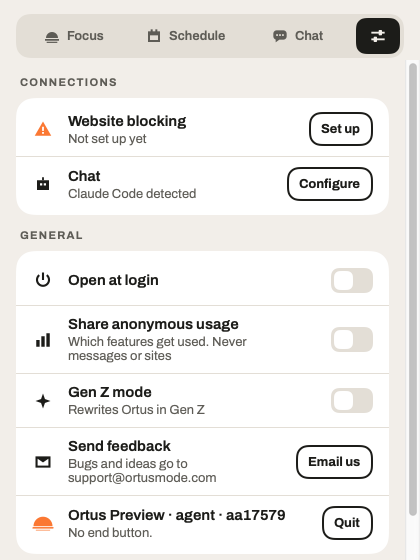 Focus
Schedule
Chat
CONNECTIONS
Website blocking
Not set up yet
Set up
Chat
Claude Code detected
Configure
GENERAL
Open at login
Share anonymous usage
Which features get used. Never
messages or sites
Gen Z mode
Rewrites Ortus in Gen Z
Send feedback
Bugs and ideas go to
support@ortusmode.com
Email us
Ortus Preview · agent · aa17579
No end button.
Quit